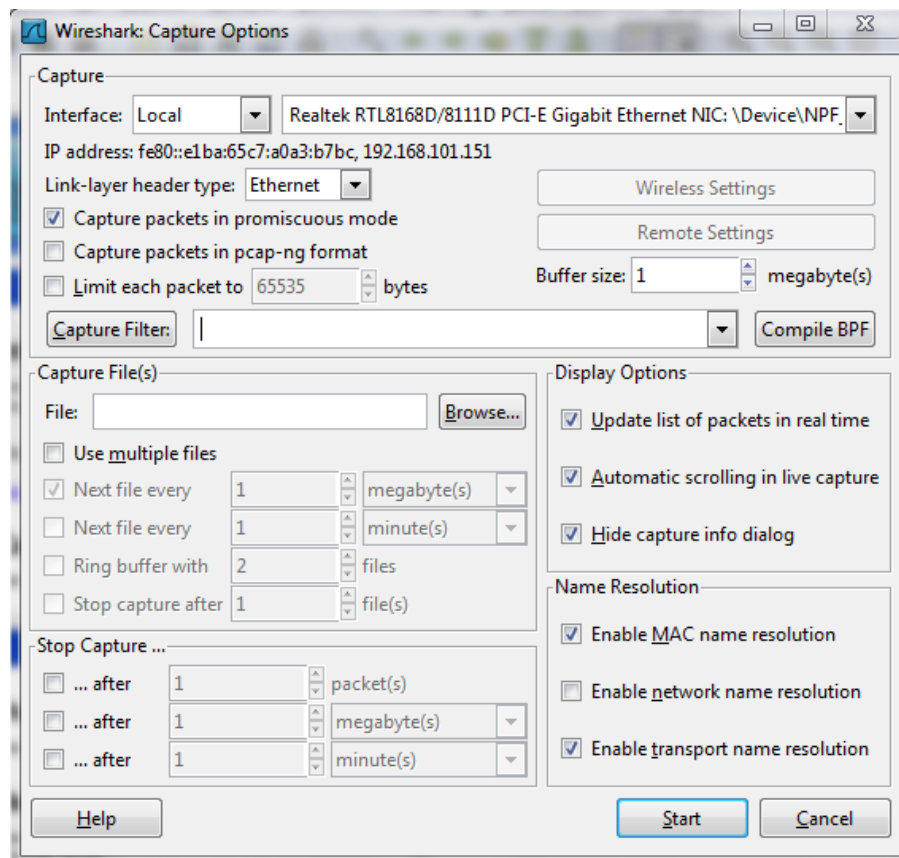 Wireshark: Capture Options
Capture
Interface: Local Realtek RTL8168D/8111D PCI-E Gigabit Ethernet NIC: \Device\NPF_
IP address: fe80::e1ba:65c7:a0a3:b7bc, 192.168.101.151
Link-layer header type: Ethernet
Wireless Settings
Capture packets in promiscuous mode
Remote Settings
Capture packets in pcap-ng format
Limit each packet to 65535 bytes
Buffer size: 1 megabyte(s)
Capture Filter: Compile BPF
Capture File(s)
File: Browse...
Use multiple files
Next file every 1 megabyte(s)
Next file every 1 minute(s)
Ring buffer with 2 files
Stop capture after 1 file(s)
Stop Capture ...
... after 1 packet(s)
... after 1 megabyte(s)
... after 1 minute(s)
Display Options
Update list of packets in real time
Automatic scrolling in live capture
Hide capture info dialog
Name Resolution
Enable MAC name resolution
Enable network name resolution
Enable transport name resolution
Help Start Cancel